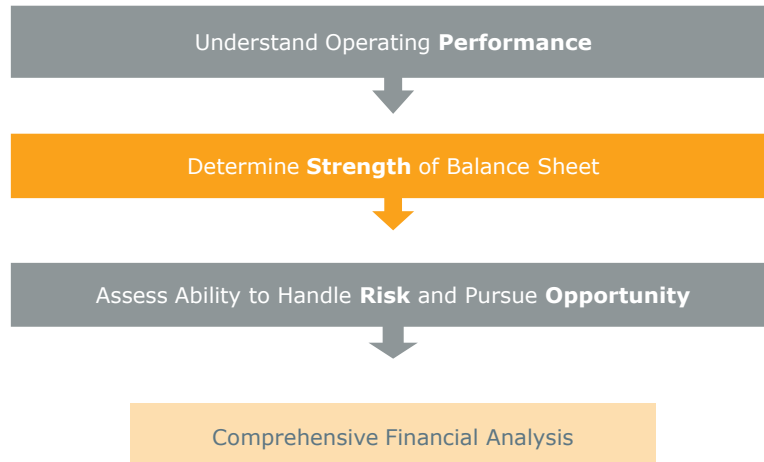 Understand Operating Performance
Determine Strength of Balance Sheet
Assess Ability to Handle Risk and Pursue Opportunity
Comprehensive Financial Analysis